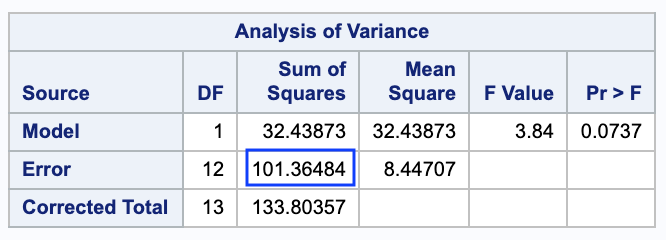 Analysis of Variance
Source DF Sum of Squares Mean Square F Value Pr > F
Model 1 32.43873 32.43873 3.84 0.0737
Error 12 101.36484 8.44707
Corrected Total 13 133.80357